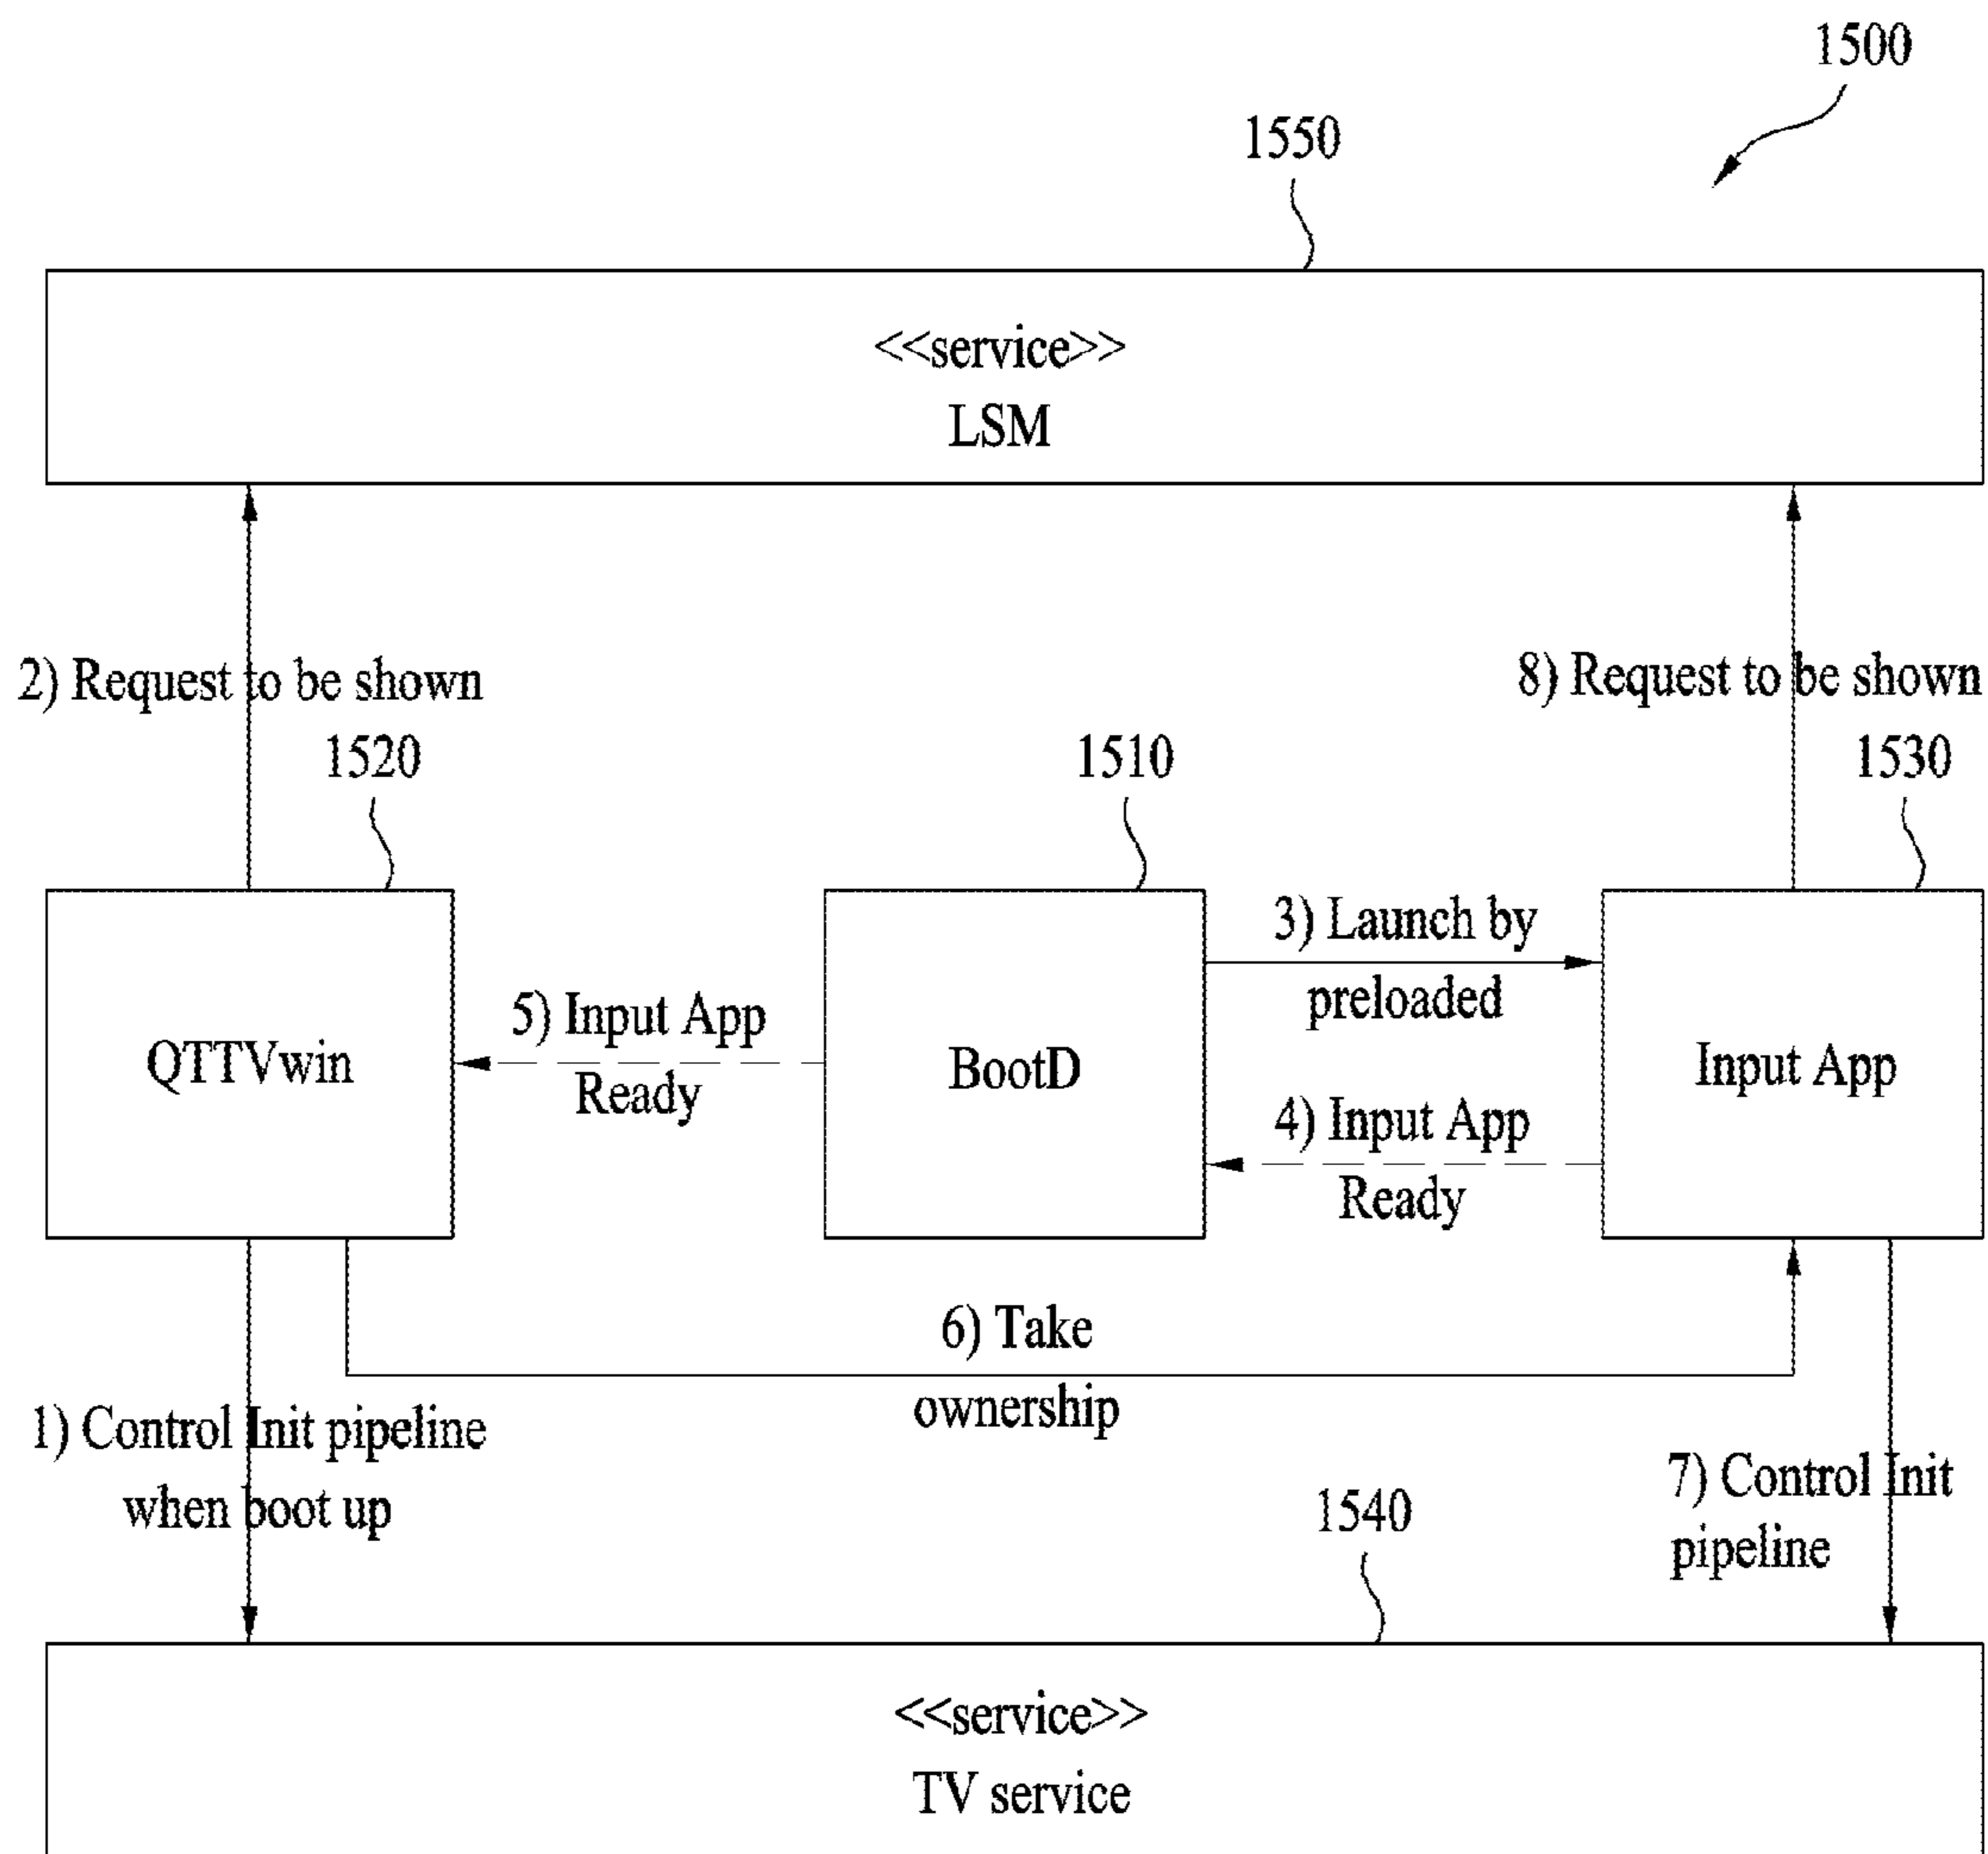 1500
1550
<<service>>
LSM
2) Request to be shown
8) Request to be shown
1520
1510
1530
QTTVwin
BootD
Input App
3) Launch by
preloaded
5) Input App
Ready
4) Input App
Ready
6) Take
ownership
1) Control Init pipeline
when boot up
7) Control Init
pipeline
1540
<<service>>
TV service